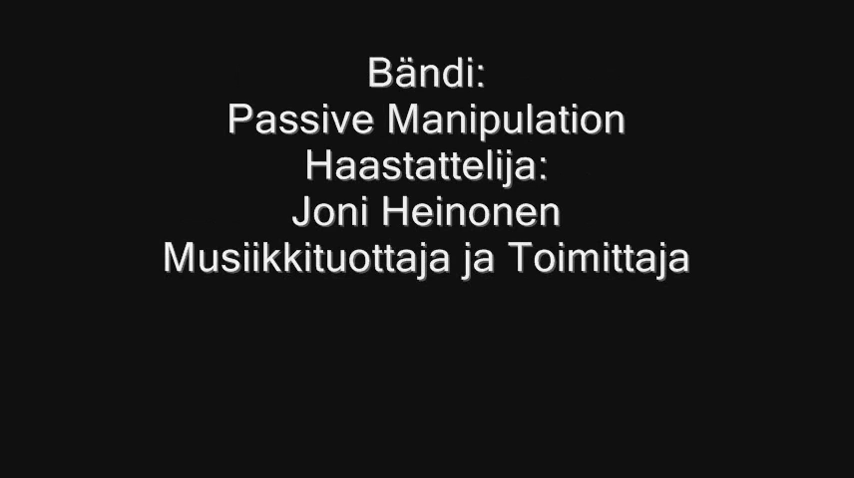 Bändi:
Passive Manipulation
Haastattelija:
Joni Heinonen
Musiikkituottaja ja Toimittaja